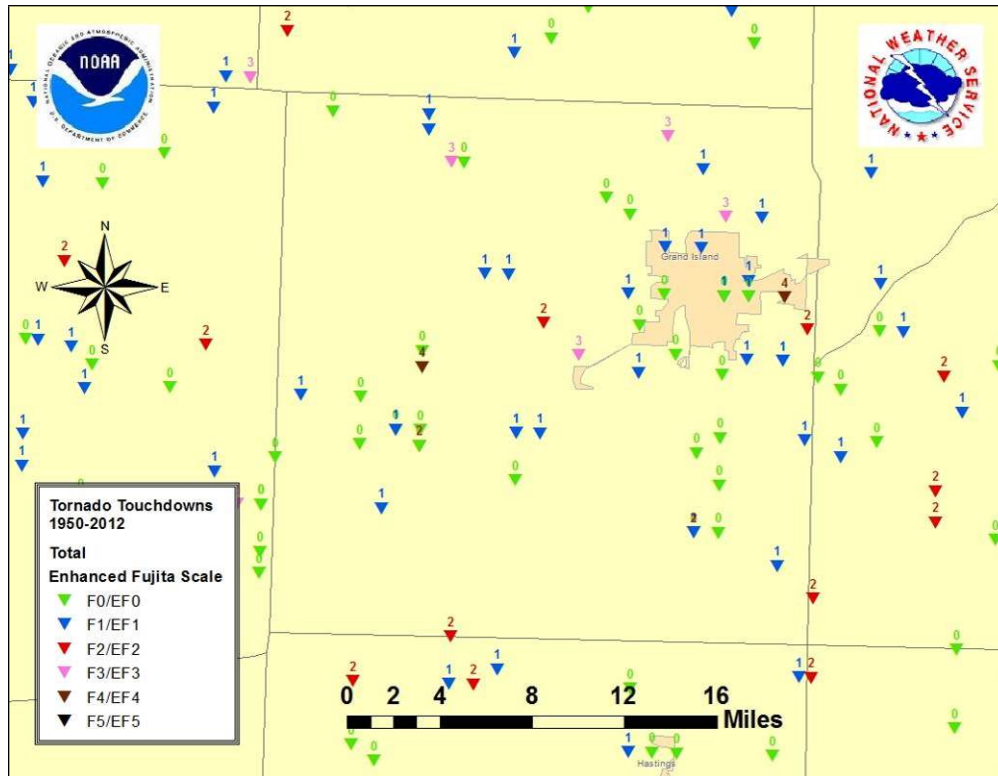 NATIONAL OCEANIC AND ATMOSPHERIC ADMINISTRATION
NOAA
U.S. DEPARTMENT OF COMMERCE
NATIONAL WEATHER SERVICE
N
W E
S
Grand Island
Tornado Touchdowns
1950-2012
Total
Enhanced Fujita Scale
F0/EF0
F1/EF1
F2/EF2
F3/EF3
F4/EF4
F5/EF5
0 2 4 8 12 16
Miles
Hastings